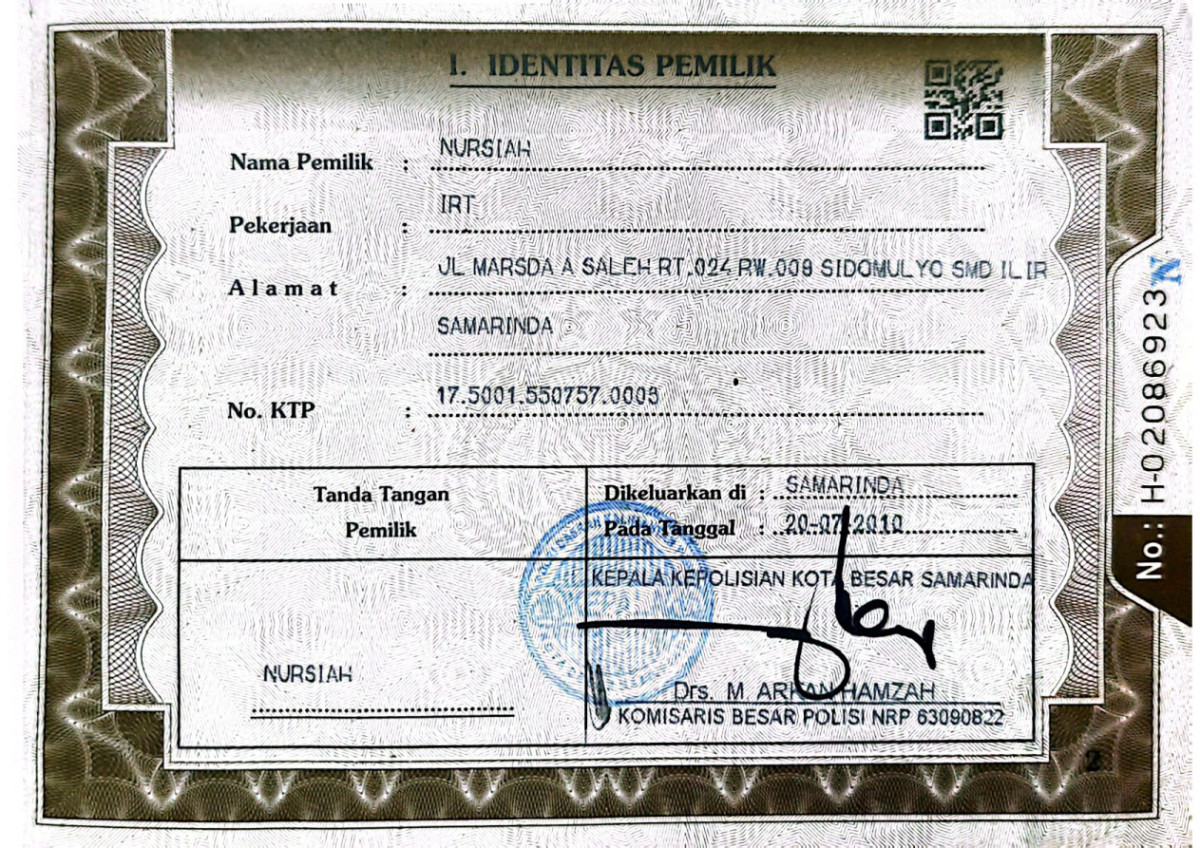 I. IDENTITAS PEMILIK
Nama Pemilik : NURSIAH
Pekerjaan : IRT
Alamat : JL MARSDA A SALEH RT.024 RW.009 SIDOMULYO SMD ILIR
SAMARINDA
No. KTP : 17.5001.550757.0003
Tanda Tangan
Pemilik
Dikeluarkan di : SAMARINDA
Pada Tanggal : 20-07-2010
KEPALA KEPOLISIAN KOTA BESAR SAMARINDA
NURSIAH
Drs. M ARKAN HAMZAH
KOMISARIS BESAR POLISI NRP 63090822
2
No.: H-02086923 N